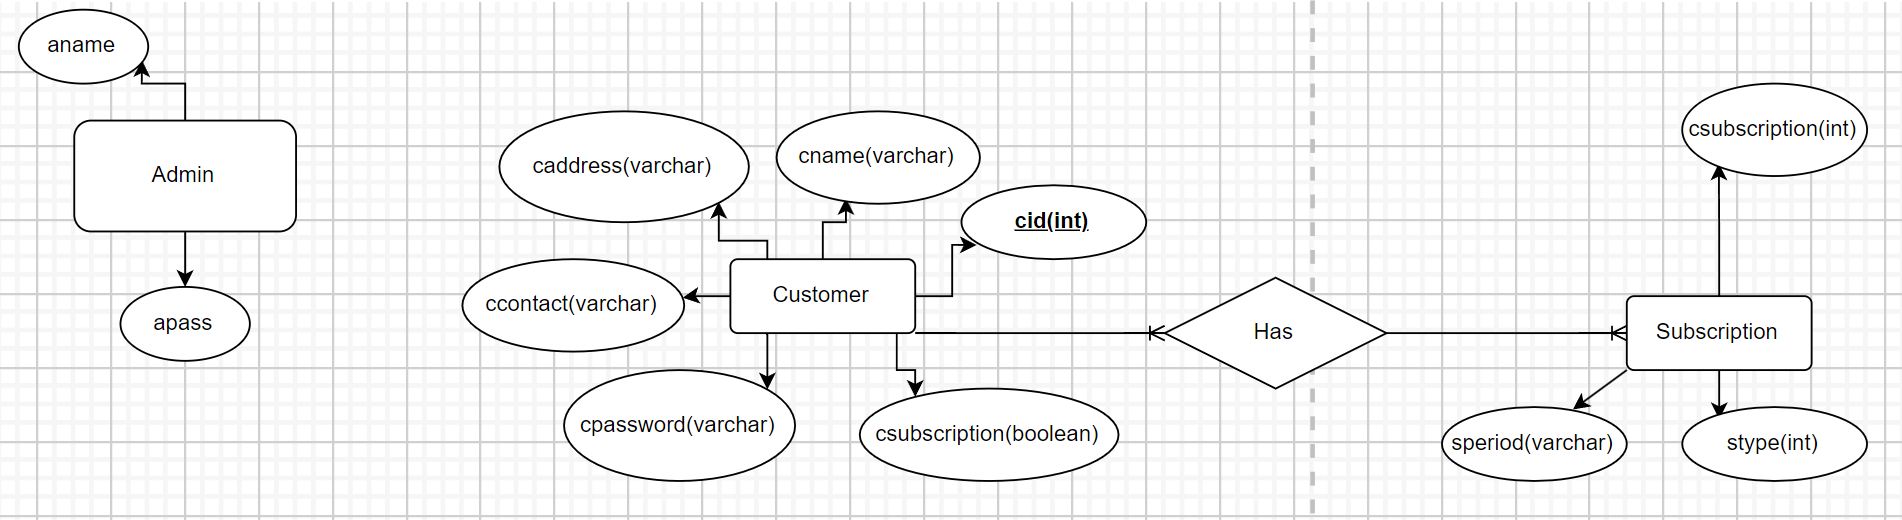 aname
Admin
apass
caddress(varchar)
cname(varchar)
cid(int)
ccontact(varchar)
Customer
cpassword(varchar)
csubscription(boolean)
Has
csubscription(int)
Subscription
speriod(varchar)
stype(int)